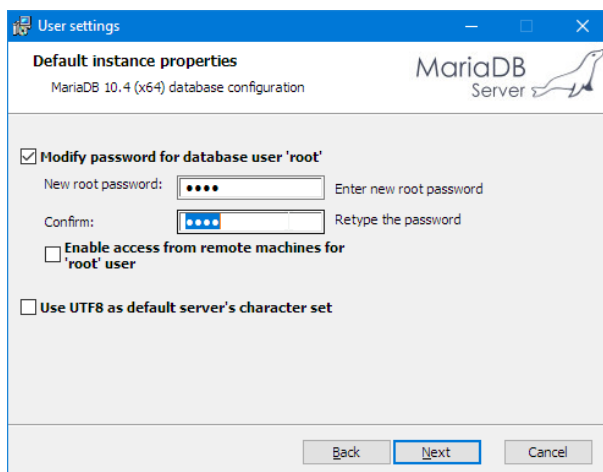 User settings
Default instance properties
MariaDB 10.4 (x64) database configuration
MariaDB
Server
Modify password for database user 'root'
New root password: •••• Enter new root password
Confirm: •••• Retype the password
Enable access from remote machines for
'root' user
Use UTF8 as default server's character set
Back Next Cancel